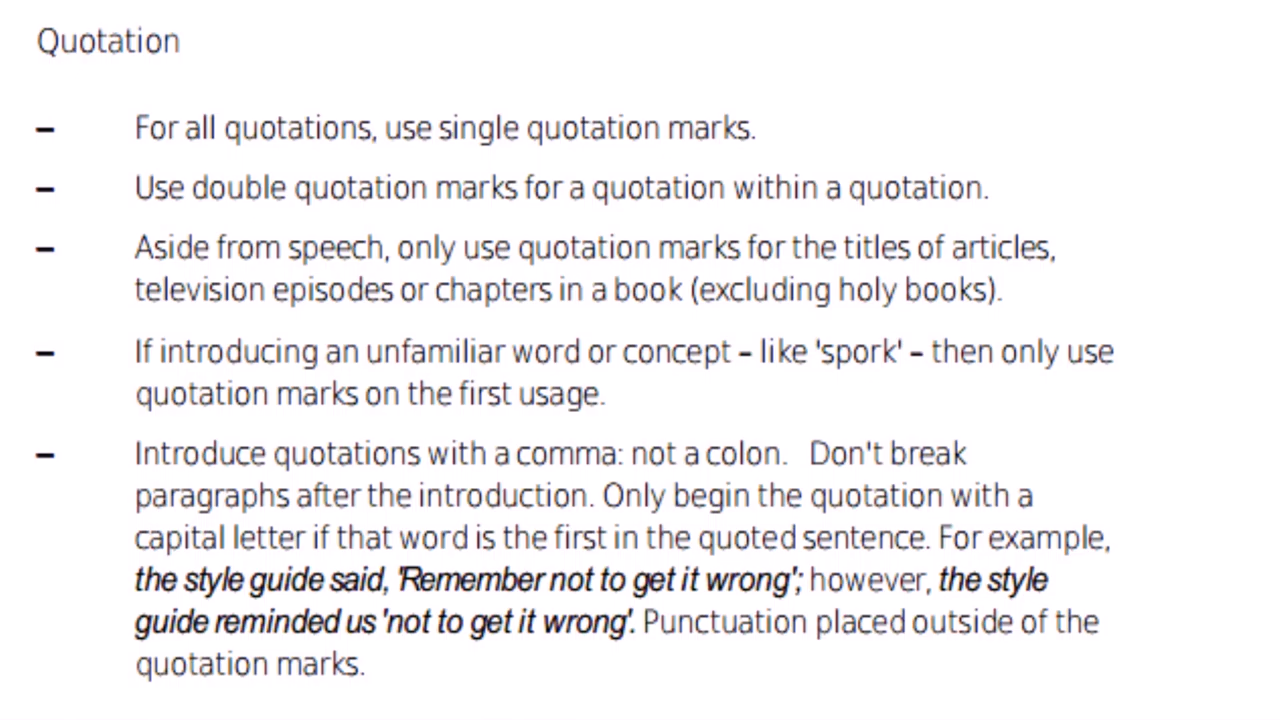 Quotation
– For all quotations, use single quotation marks.
– Use double quotation marks for a quotation within a quotation.
– Aside from speech, only use quotation marks for the titles of articles,
television episodes or chapters in a book (excluding holy books).
– If introducing an unfamiliar word or concept – like 'spork' – then only use
quotation marks on the first usage.
– Introduce quotations with a comma: not a colon.   Don't break
paragraphs after the introduction. Only begin the quotation with a
capital letter if that word is the first in the quoted sentence. For example,
the style guide said, 'Remember not to get it wrong'; however, the style
guide reminded us 'not to get it wrong'. Punctuation placed outside of the
quotation marks.